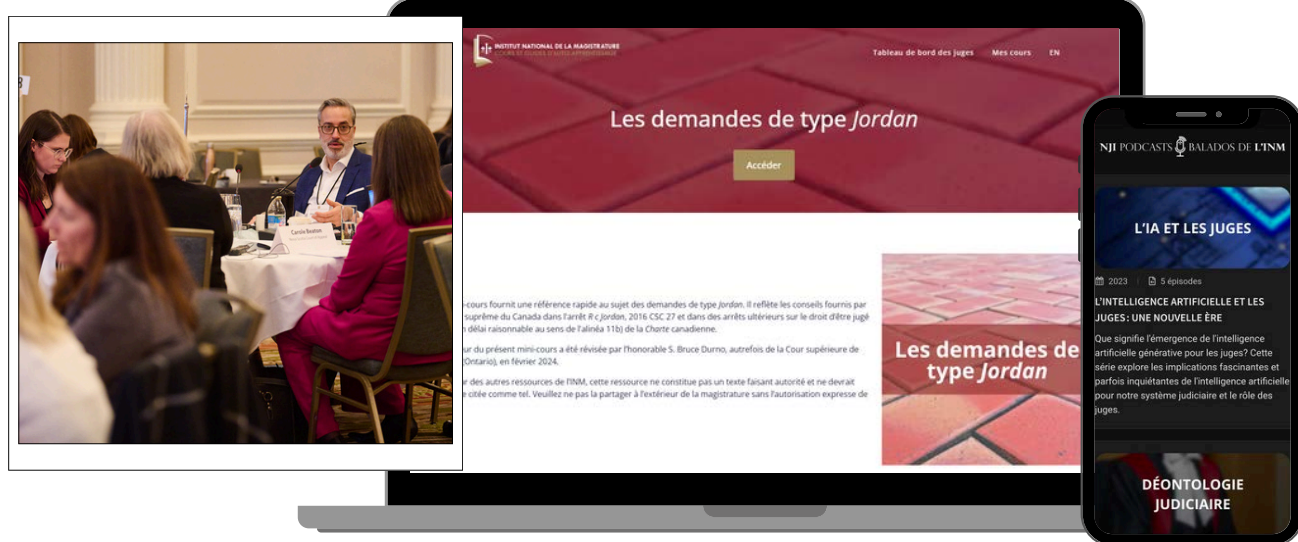 Carole Beaton
INSTITUT NATIONAL DE LA MAGISTRATURE
COURS ET GUIDES D'AUTO-APPRENTISSAGE
Tableau de bord des juges
Mes cours
EN
Les demandes de type Jordan
Accéder
-cours fournit une référence rapide au sujet des demandes de type Jordan. Il reflète les conseils fournis par
suprême du Canada dans l'arrêt R c Jordan, 2016 CSC 27 et dans des arrêts ultérieurs sur le droit d'être jugé
délai raisonnable au sens de l'alinéa 11b) de la Charte canadienne.
ur du présent mini-cours a été révisée par l'honorable S. Bruce Durno, autrefois de la Cour supérieure de
(Ontario), en février 2024.
r des autres ressources de l'INM, cette ressource ne constitue pas un texte faisant autorité et ne devrait
e citée comme tel. Veuillez ne pas la partager à l'extérieur de la magistrature sans l'autorisation expresse de
Les demandes de
type Jordan
NJI PODCASTS BALADOS DE L'INM
L'IA ET LES JUGES
2023 | 5 épisodes
L'INTELLIGENCE ARTIFICIELLE ET LES
JUGES : UNE NOUVELLE ÈRE
Que signifie l'émergence de l'intelligence
artificielle générative pour les juges? Cette
série explore les implications fascinantes et
parfois inquiétantes de l'intelligence artificielle
pour notre système judiciaire et le rôle des
juges.
DÉONTOLOGIE
JUDICIAIRE